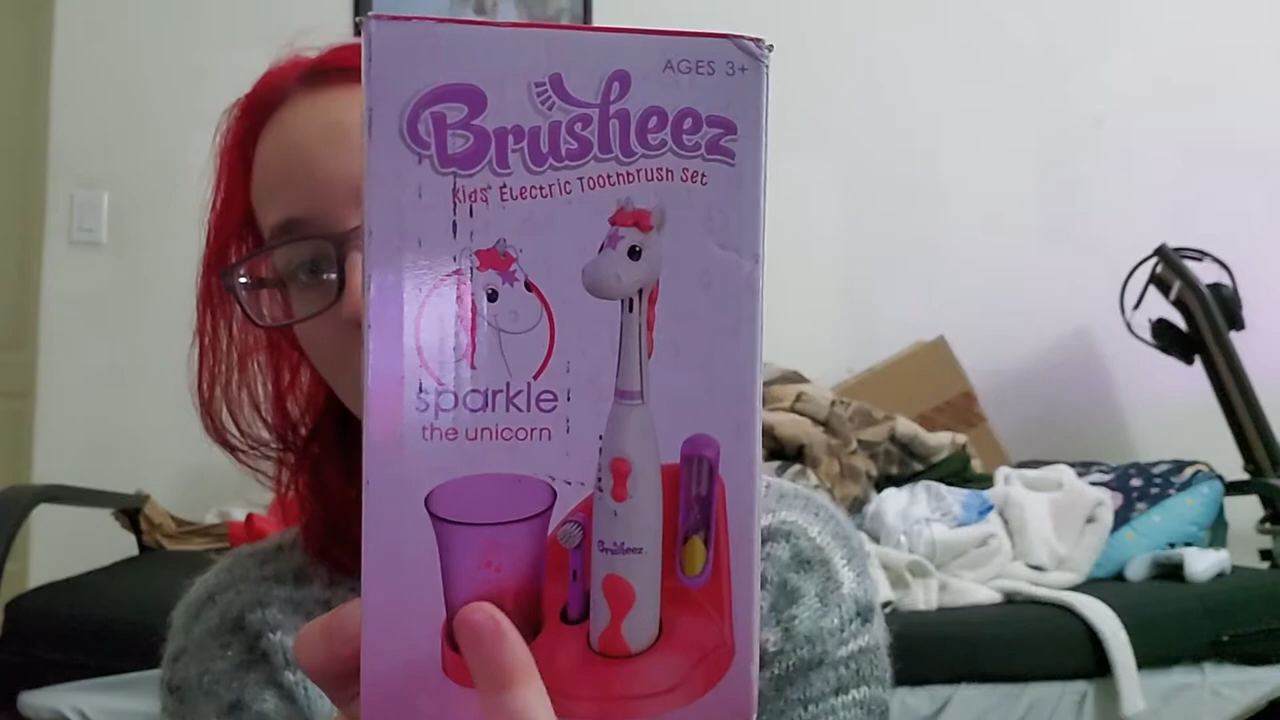 AGES 3+
Brusheez
Kids' Electric Toothbrush Set
sparkle
the unicorn
Brusheez